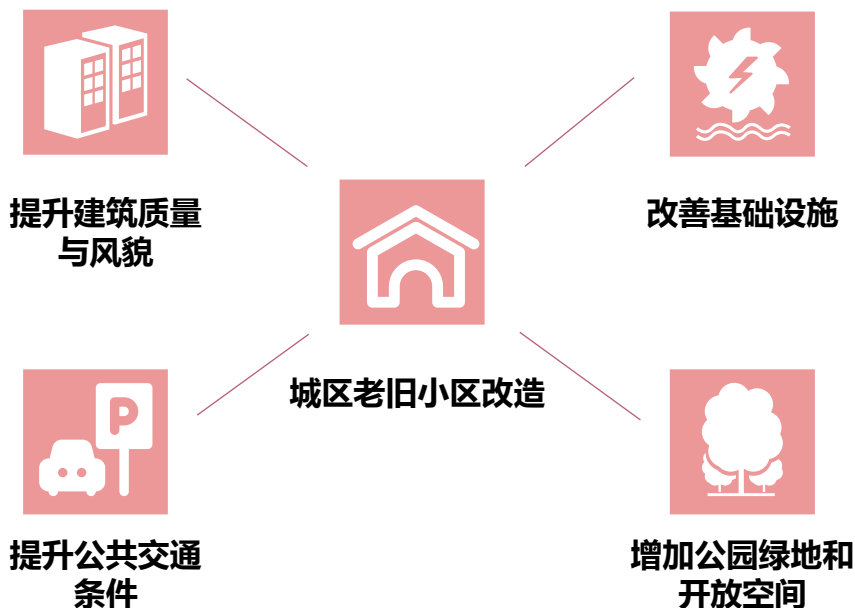 提升建筑质量
与风貌
改善基础设施
城区老旧小区改造
P
提升公共交通
条件
增加公园绿地和
开放空间